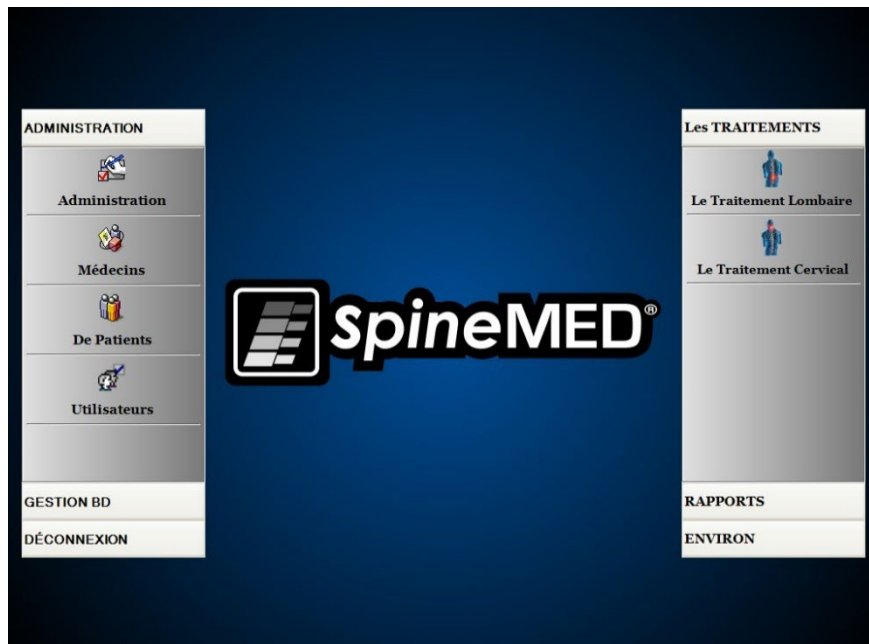 ADMINISTRATION
Administration
Médecins
De Patients
Utilisateurs
GESTION BD
DÉCONNEXION
SpineMED®
Les TRAITEMENTS
Le Traitement Lombaire
Le Traitement Cervical
RAPPORTS
ENVIRON